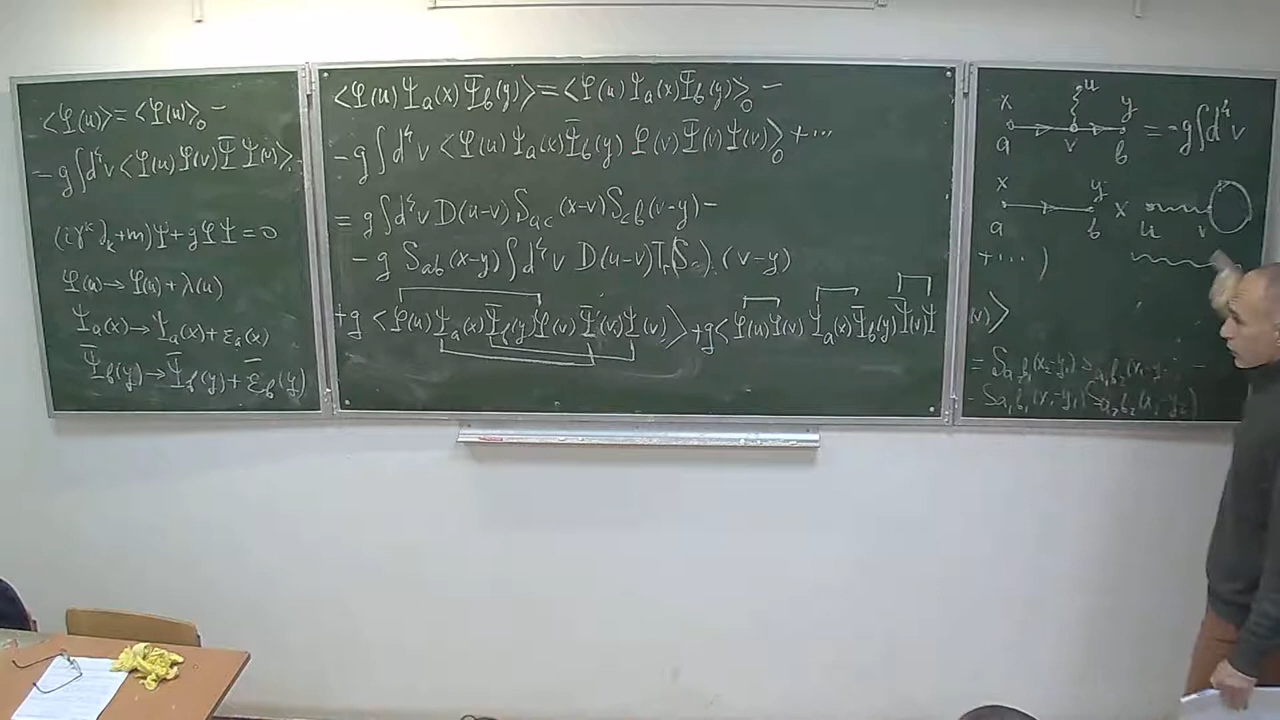 <φ(u)> = <φ(u)>₀ −
− g∫d⁴v <φ(u) φ(v) Ψ̄ Ψ(v)>₀
(iγᵏ∂ₖ+m)Ψ + gφΨ = 0
φ(u) → φ(u) + λ(u)
Ψₐ(x) → Ψₐ(x) + εₐ(x)
Ψ̄_b(y) → Ψ̄_b(y) + ε̄_b(y)
<φ(u) Ψₐ(x) Ψ̄_b(y)> = <φ(u) Ψₐ(x) Ψ̄_b(y)>₀ −
− g∫d⁴v <φ(u) Ψₐ(x) Ψ̄_b(y) φ(v) Ψ̄(v) Ψ(v)>₀ + ...
= g∫d⁴v D(u−v) S_ac(x−v) S_cb(v−y) −
− g S_ab(x−y) ∫d⁴v D(u−v) Tr(S) (v−y)
+g <φ(u) Ψₐ(x) Ψ̄_b(y) φ(v) Ψ̄(v) Ψ(v)> + g<φ(u) φ(v) Ψₐ(x) Ψ̄_b(y) Ψ̄(v) Ψ
(v)>
x u y = −g∫d⁴v
a v b
x y
a b x u v
+...)
= S_{a₂b₁}(x₂−y₁) S_{a₁b₂}(x₁−y −
− S_{a₁b₁}(x₁−y₁) S_{a₂b₂}(x₂−y₂)